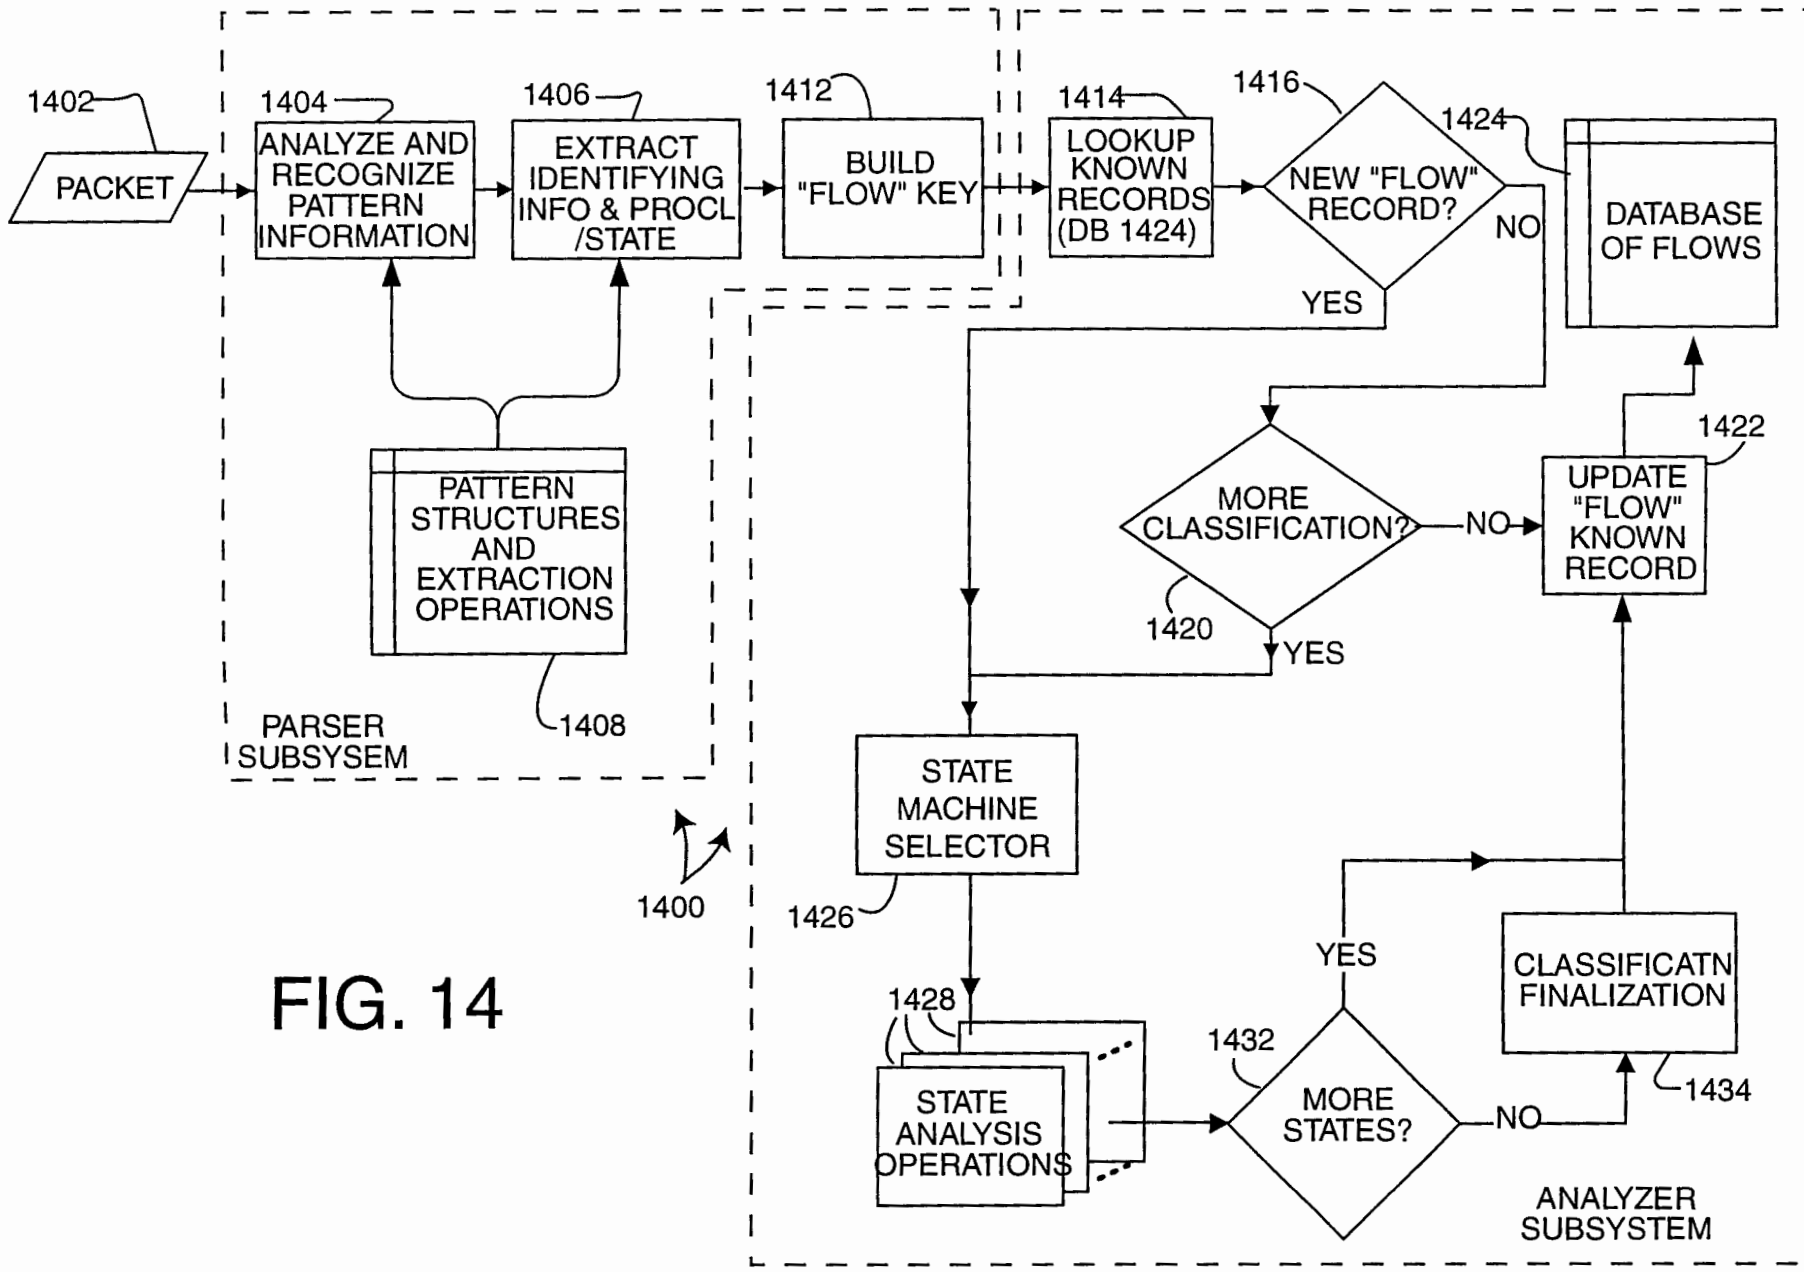 1402
PACKET
1404
ANALYZE AND
RECOGNIZE
PATTERN
INFORMATION
1406
EXTRACT
IDENTIFYING
INFO & PROCL
/STATE
1412
BUILD
"FLOW" KEY
1414
LOOKUP
KNOWN
RECORDS
(DB 1424)
1416
NEW "FLOW"
RECORD?
NO
YES
1424
DATABASE
OF FLOWS
PATTERN
STRUCTURES
AND
EXTRACTION
OPERATIONS
1408
PARSER
SUBSYSEM
MORE
CLASSIFICATION?
NO
1420
YES
1422
UPDATE
"FLOW"
KNOWN
RECORD
STATE
MACHINE
SELECTOR
1426
1400
FIG. 14
1428
STATE
ANALYSIS
OPERATIONS
1432
MORE
STATES?
YES
NO
CLASSIFICATN
FINALIZATION
1434
ANALYZER
SUBSYSTEM